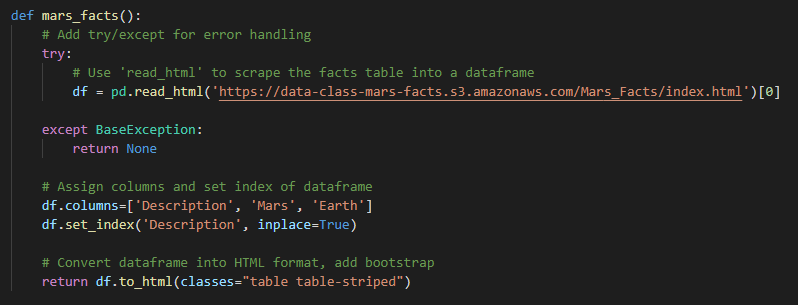 def mars_facts():
    # Add try/except for error handling
    try:
        # Use 'read_html' to scrape the facts table into a dataframe
        df = pd.read_html('https://data-class-mars-facts.s3.amazonaws.com/Mars_Facts/index.html')[0]
    except BaseException:
        return None
    # Assign columns and set index of dataframe
    df.columns=['Description', 'Mars', 'Earth']
    df.set_index('Description', inplace=True)
    # Convert dataframe into HTML format, add bootstrap
    return df.to_html(classes="table table-striped")